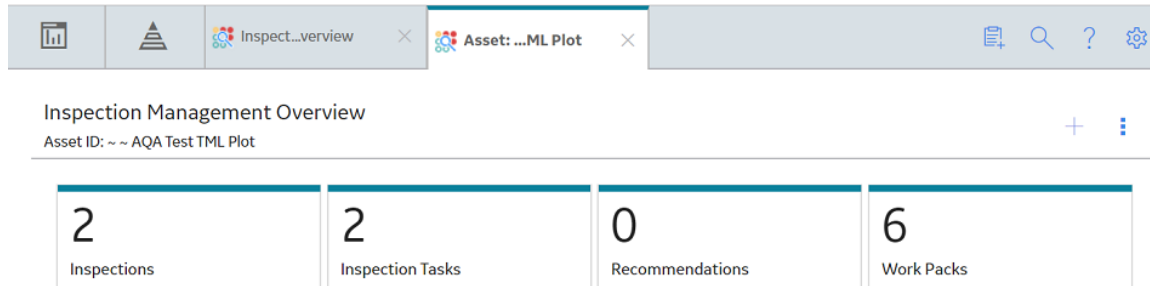 Inspect...verview
Asset: ...ML Plot
Inspection Management Overview
Asset ID: ~ ~ AQA Test TML Plot
2
Inspections
2
Inspection Tasks
0
Recommendations
6
Work Packs